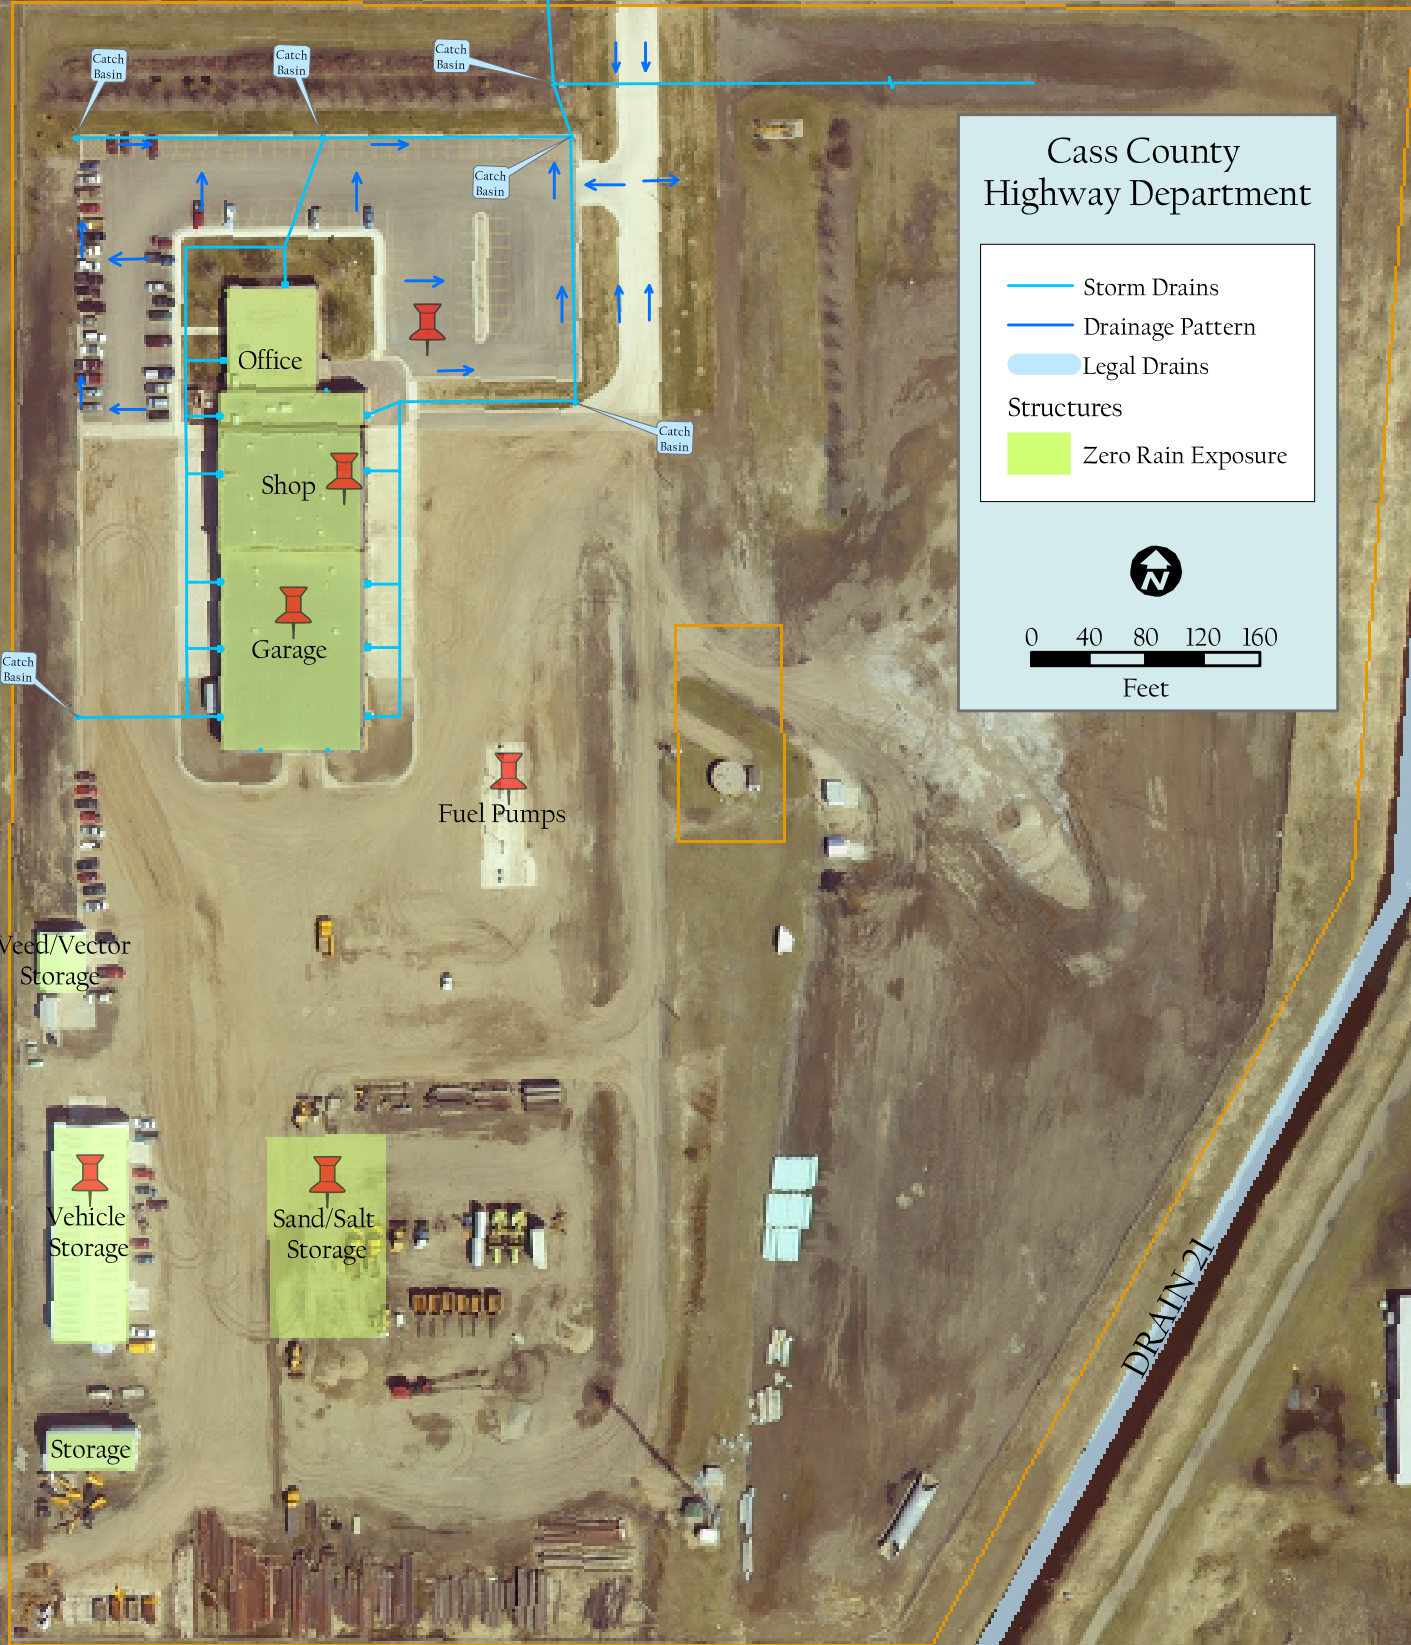 Catch
Basin
Catch
Basin
Catch
Basin
Catch
Basin
Cass County
Highway Department
Storm Drains
Drainage Pattern
Legal Drains
Structures
Zero Rain Exposure
N
0 40 80 120 160
Feet
Office
Catch
Basin
Shop
Garage
Catch
Basin
Fuel Pumps
Veed/Vector
Storage
Vehicle
Storage
Sand/Salt
Storage
DRAIN 21
Storage